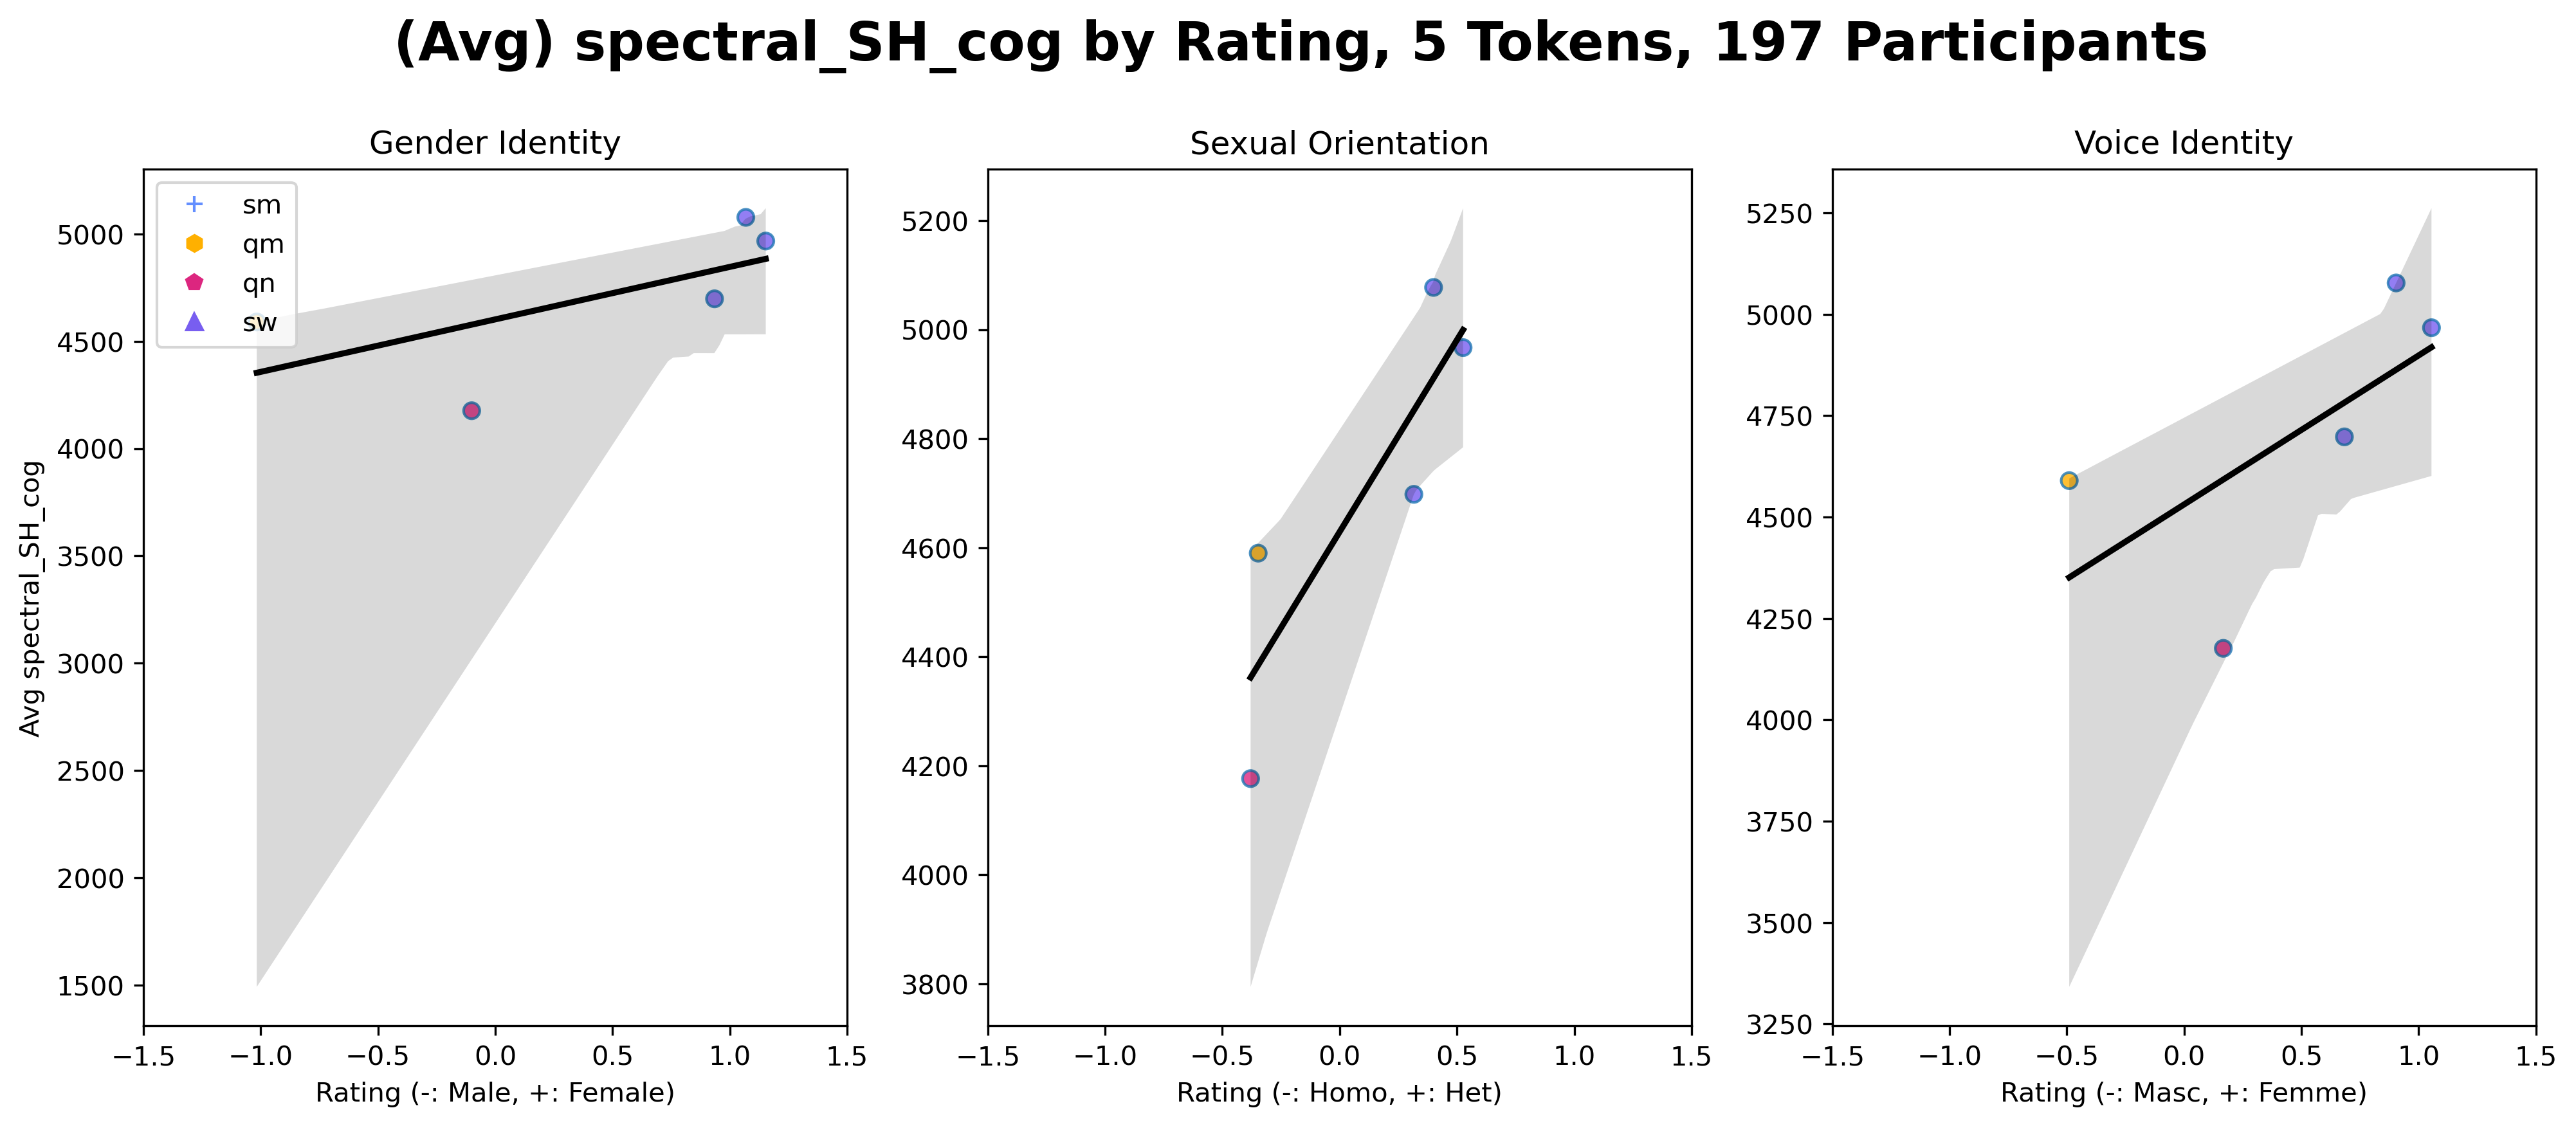 (Avg) spectral_SH_cog by Rating, 5 Tokens, 197 Participants
Gender Identity
sm
qm
qn
sw
5000
4500
4000
3500
3000
2500
2000
1500
Avg spectral_SH_cog
−1.5 −1.0 −0.5 0.0 0.5 1.0 1.5
Rating (-: Male, +: Female)
Sexual Orientation
5200
5000
4800
4600
4400
4200
4000
3800
−1.5 −1.0 −0.5 0.0 0.5 1.0 1.5
Rating (-: Homo, +: Het)
Voice Identity
5250
5000
4750
4500
4250
4000
3750
3500
3250
−1.5 −1.0 −0.5 0.0 0.5 1.0 1.5
Rating (-: Masc, +: Femme)